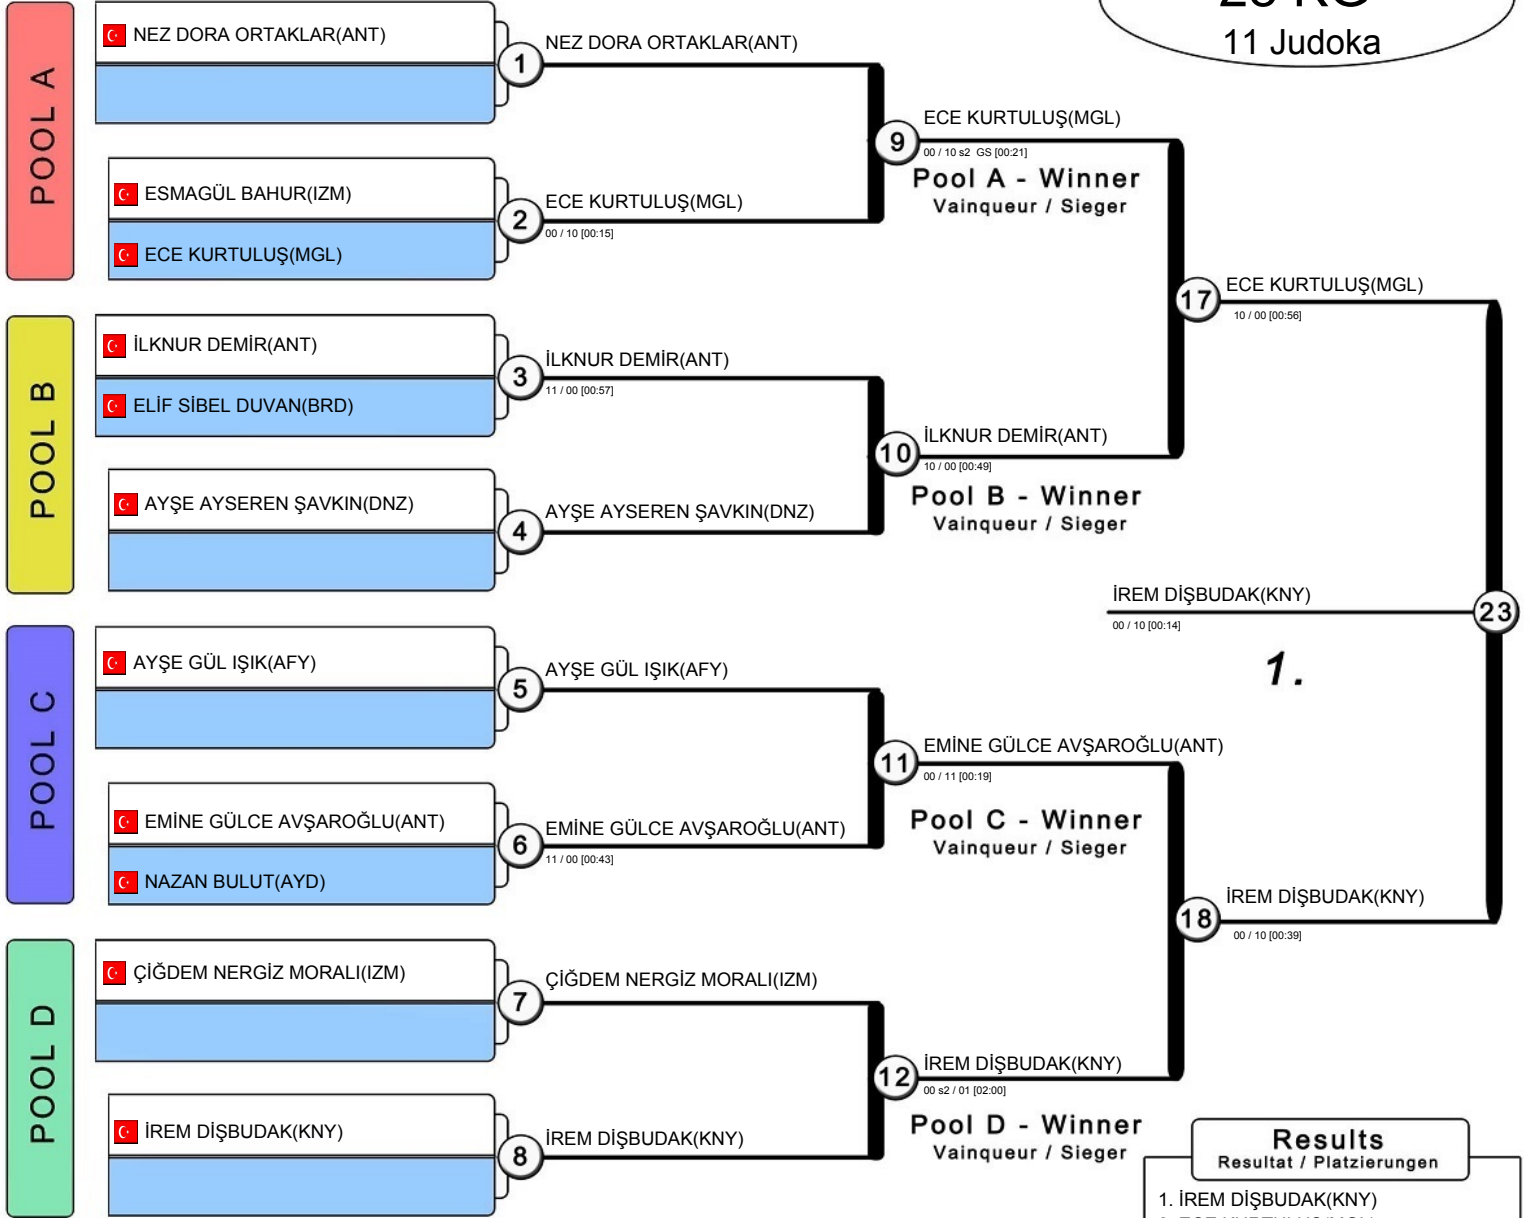 11 Judoka
POOL A
NEZ DORA ORTAKLAR(ANT)
1
NEZ DORA ORTAKLAR(ANT)
ESMAGÜL BAHUR(IZM)
ECE KURTULUŞ(MGL)
2
ECE KURTULUŞ(MGL)
00 / 10 [00:15]
9
ECE KURTULUŞ(MGL)
00 / 10 s2 GS [00:21]
Pool A - Winner
Vainqueur / Sieger
POOL B
İLKNUR DEMİR(ANT)
ELİF SİBEL DUVAN(BRD)
3
İLKNUR DEMİR(ANT)
11 / 00 [00:57]
AYŞE AYSEREN ŞAVKIN(DNZ)
4
AYŞE AYSEREN ŞAVKIN(DNZ)
10
İLKNUR DEMİR(ANT)
10 / 00 [00:49]
Pool B - Winner
Vainqueur / Sieger
17
ECE KURTULUŞ(MGL)
10 / 00 [00:56]
İREM DİŞBUDAK(KNY)
00 / 10 [00:14]
23
1.
POOL C
AYŞE GÜL IŞIK(AFY)
5
AYŞE GÜL IŞIK(AFY)
EMİNE GÜLCE AVŞAROĞLU(ANT)
NAZAN BULUT(AYD)
6
EMİNE GÜLCE AVŞAROĞLU(ANT)
11 / 00 [00:43]
11
EMİNE GÜLCE AVŞAROĞLU(ANT)
00 / 11 [00:19]
Pool C - Winner
Vainqueur / Sieger
18
İREM DİŞBUDAK(KNY)
00 / 10 [00:39]
POOL D
ÇİĞDEM NERGİZ MORALI(IZM)
7
ÇİĞDEM NERGİZ MORALI(IZM)
İREM DİŞBUDAK(KNY)
8
İREM DİŞBUDAK(KNY)
12
İREM DİŞBUDAK(KNY)
00 s2 / 01 [02:00]
Pool D - Winner
Vainqueur / Sieger
Results
Resultat / Platzierungen
1. İREM DİŞBUDAK(KNY)